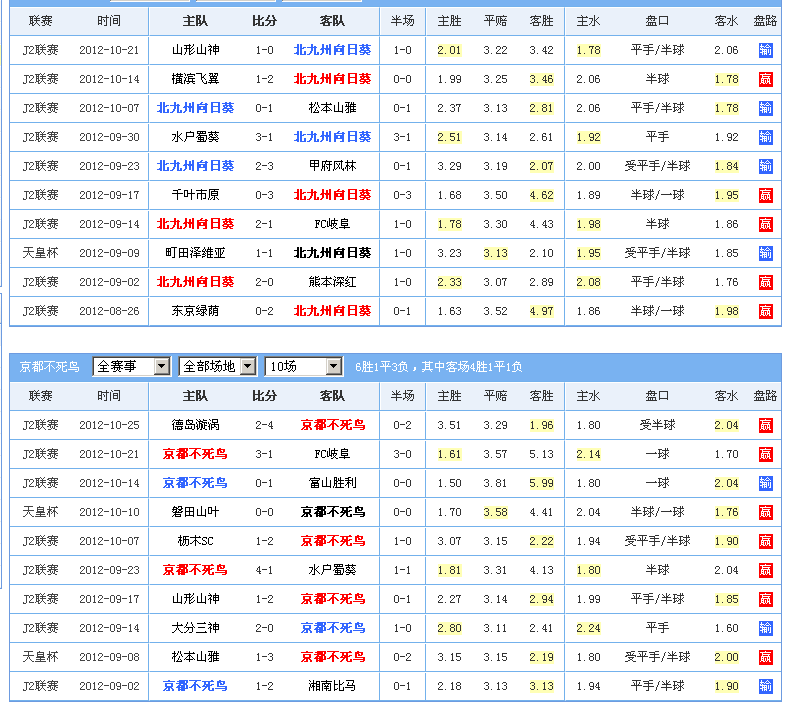 联赛 时间 主队 比分 客队 半场 主胜 平赔 客胜 主水 盘口 客水 盘路
J2联赛 2012-10-21 山形山神 1-0 北九州向日葵 1-0 2.01 3.22 3.42 1.78 平手/半球 2.06 输
J2联赛 2012-10-14 横滨飞翼 1-2 北九州向日葵 0-0 1.99 3.25 3.46 2.06 半球 1.78 赢
J2联赛 2012-10-07 北九州向日葵 0-1 松本山雅 0-1 2.37 3.13 2.81 2.06 平手/半球 1.78 输
J2联赛 2012-09-30 水户蜀葵 3-1 北九州向日葵 3-1 2.51 3.14 2.61 1.92 平手 1.92 输
J2联赛 2012-09-23 北九州向日葵 2-3 甲府风林 0-1 3.29 3.19 2.07 2.00 受平手/半球 1.84 输
J2联赛 2012-09-17 千叶市原 0-3 北九州向日葵 0-3 1.68 3.50 4.62 1.89 半球/一球 1.95 赢
J2联赛 2012-09-14 北九州向日葵 2-1 FC岐阜 1-0 1.78 3.30 4.43 1.98 半球 1.86 赢
天皇杯 2012-09-09 町田泽维亚 1-1 北九州向日葵 1-0 3.23 3.13 2.10 1.95 受平手/半球 1.85 输
J2联赛 2012-09-02 北九州向日葵 2-0 熊本深红 1-0 2.33 3.07 2.89 2.08 平手/半球 1.76 赢
J2联赛 2012-08-26 东京绿荫 0-2 北九州向日葵 0-1 1.63 3.52 4.97 1.86 半球/一球 1.98 赢
京都不死鸟 全赛事 全部场地 10场 6胜1平3负，其中客场4胜1平1负
联赛 时间 主队 比分 客队 半场 主胜 平赔 客胜 主水 盘口 客水 盘路
J2联赛 2012-10-25 德岛漩涡 2-4 京都不死鸟 0-2 3.51 3.29 1.96 1.80 受半球 2.04 赢
J2联赛 2012-10-21 京都不死鸟 3-1 FC岐阜 3-0 1.61 3.57 5.13 2.14 一球 1.70 赢
J2联赛 2012-10-14 京都不死鸟 0-1 富山胜利 0-0 1.50 3.81 5.99 1.80 一球 2.04 输
天皇杯 2012-10-10 磐田山叶 0-0 京都不死鸟 0-0 1.70 3.58 4.41 2.04 半球/一球 1.76 赢
J2联赛 2012-10-07 枥木SC 1-2 京都不死鸟 1-0 3.07 3.15 2.22 1.94 受平手/半球 1.90 赢
J2联赛 2012-09-23 京都不死鸟 4-1 水户蜀葵 1-1 1.81 3.31 4.13 1.80 半球 2.04 赢
J2联赛 2012-09-17 山形山神 1-2 京都不死鸟 0-1 2.27 3.14 2.94 1.99 平手/半球 1.85 赢
J2联赛 2012-09-14 大分三神 2-0 京都不死鸟 1-0 2.80 3.11 2.41 2.24 平手 1.60 输
天皇杯 2012-09-08 松本山雅 1-3 京都不死鸟 0-2 3.15 3.15 2.19 1.80 受平手/半球 2.00 赢
J2联赛 2012-09-02 京都不死鸟 1-2 湘南比马 0-1 2.18 3.13 3.13 1.94 平手/半球 1.90 输